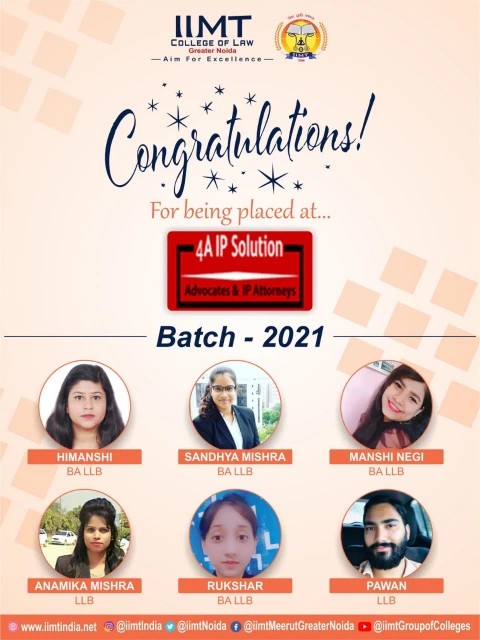 IIMT
COLLEGE OF LAW
Greater Noida
Aim For Excellence
IIMT
Congratulations!
For being placed at...
4A IP Solution
Advocates & IP Attorneys
Batch - 2021
HIMANSHI
BA LLB
SANDHYA MISHRA
BA LLB
MANSHI NEGI
BA LLB
ANAMIKA MISHRA
LLB
RUKSHAR
BA LLB
PAWAN
LLB
www.iimtindia.net @iimtIndia @iimtNoida @iimtMeerutGreaterNoida @iimtGroupofColleges